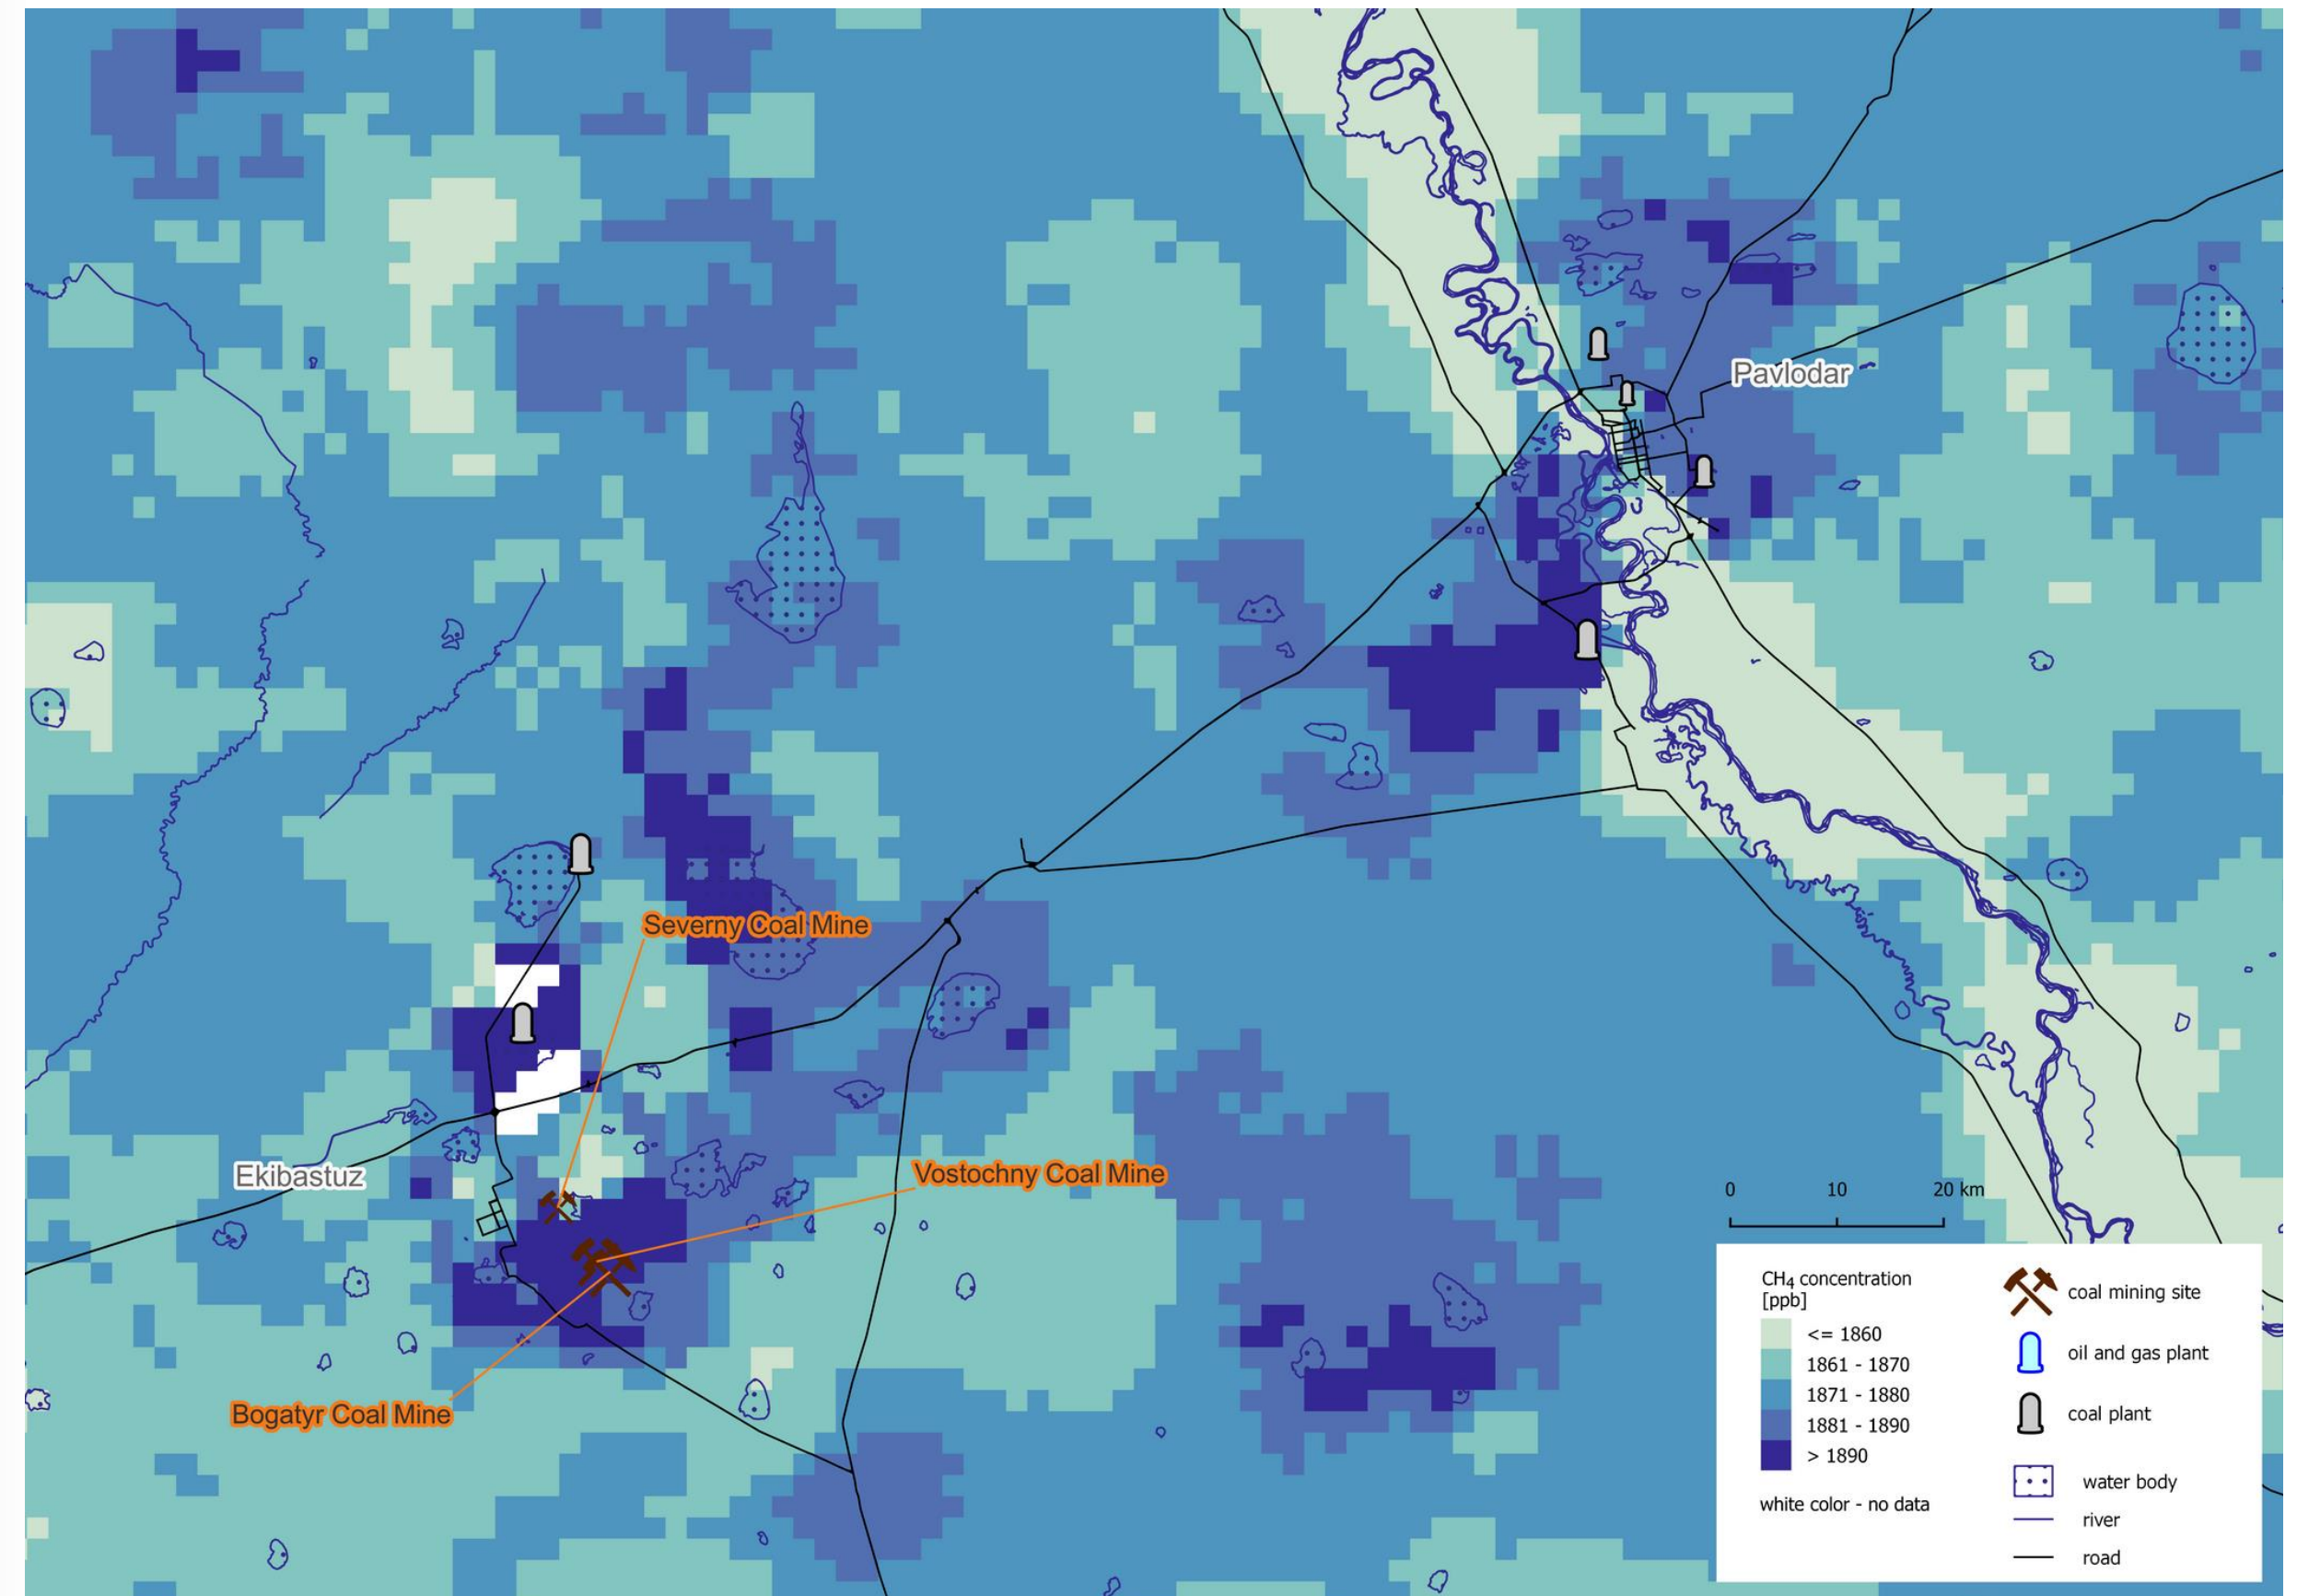 Pavlodar
Severny Coal Mine
Vostochny Coal Mine
Ekibastuz
Bogatyr Coal Mine
0 10 20 km
CH4 concentration
[ppb]
<= 1860
1861 - 1870
1871 - 1880
1881 - 1890
> 1890
white color - no data
coal mining site
oil and gas plant
coal plant
water body
river
road